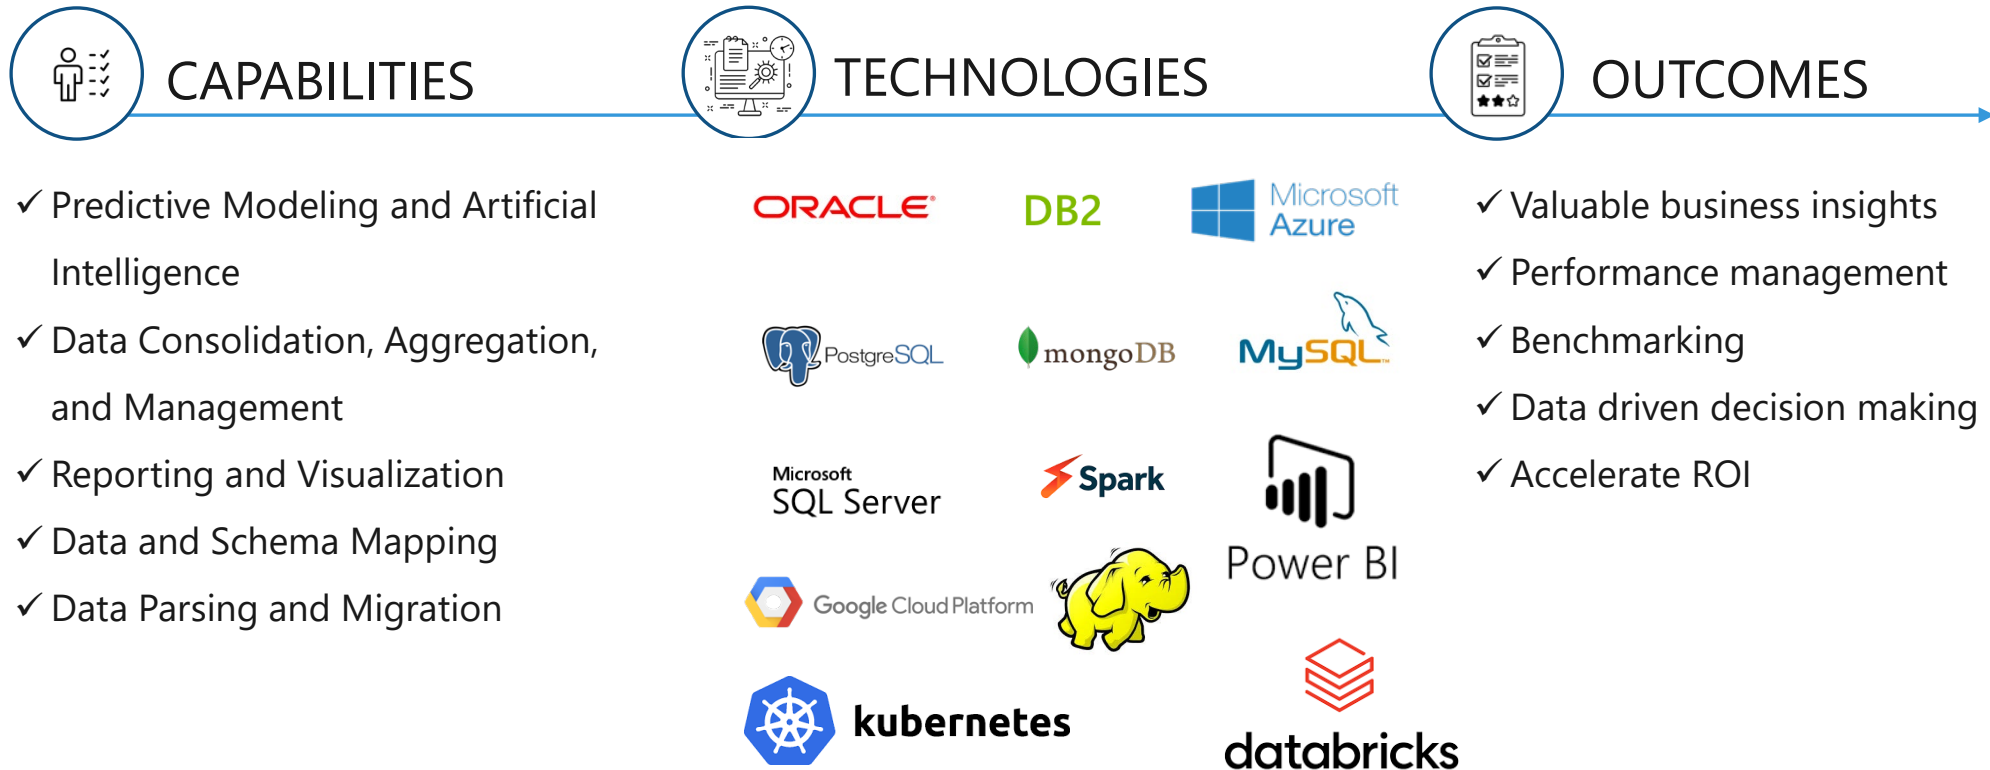 CAPABILITIES
✓ Predictive Modeling and Artificial
Intelligence
✓ Data Consolidation, Aggregation,
and Management
✓ Reporting and Visualization
✓ Data and Schema Mapping
✓ Data Parsing and Migration
TECHNOLOGIES
ORACLE®
DB2
Microsoft
Azure
PostgreSQL
mongoDB
MySQL™
Microsoft
SQL Server
Spark
Power BI
Google Cloud Platform
kubernetes
databricks
OUTCOMES
✓ Valuable business insights
✓ Performance management
✓ Benchmarking
✓ Data driven decision making
✓ Accelerate ROI